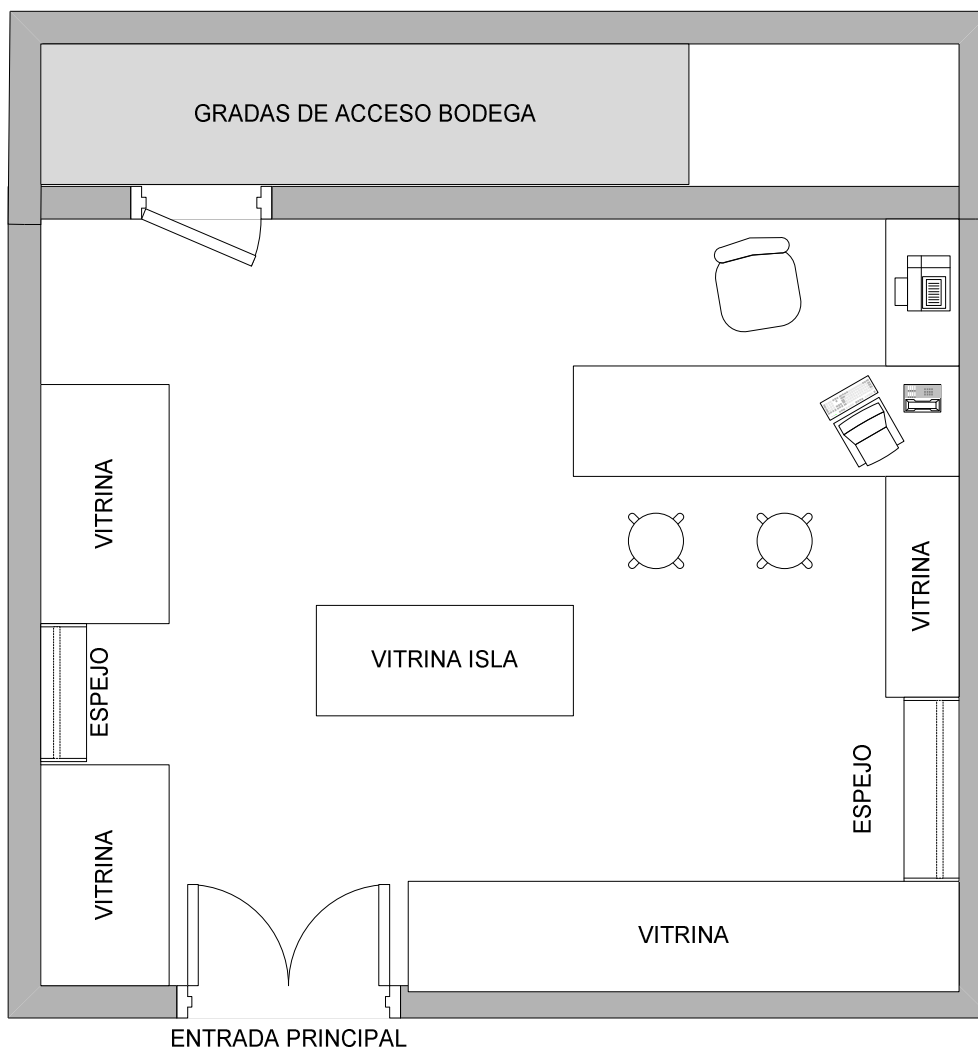 GRADAS DE ACCESO BODEGA
VITRINA
VITRINA
ESPEJO
VITRINA ISLA
ESPEJO
VITRINA
VITRINA
ENTRADA PRINCIPAL